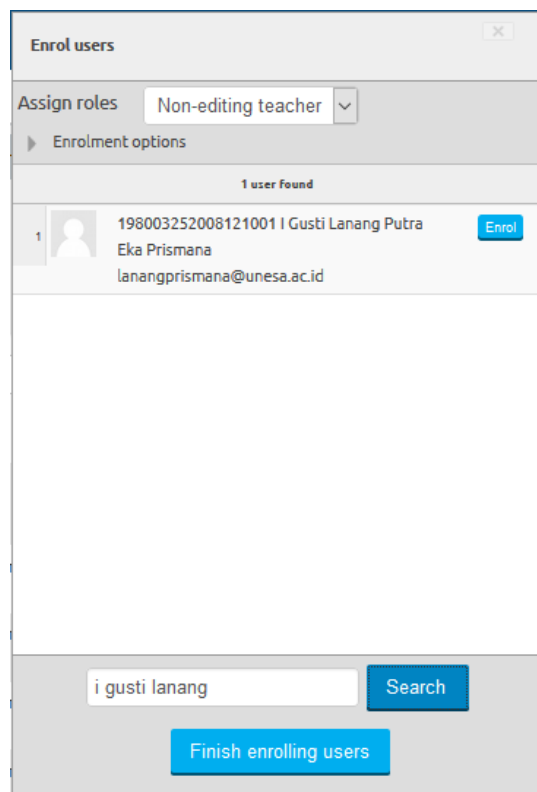 Enrol users
Assign roles Non-editing teacher
Enrolment options
1 user found
1 198003252008121001 I Gusti Lanang Putra Enrol
Eka Prismana
lanangprismana@unesa.ac.id
i gusti lanang Search
Finish enrolling users